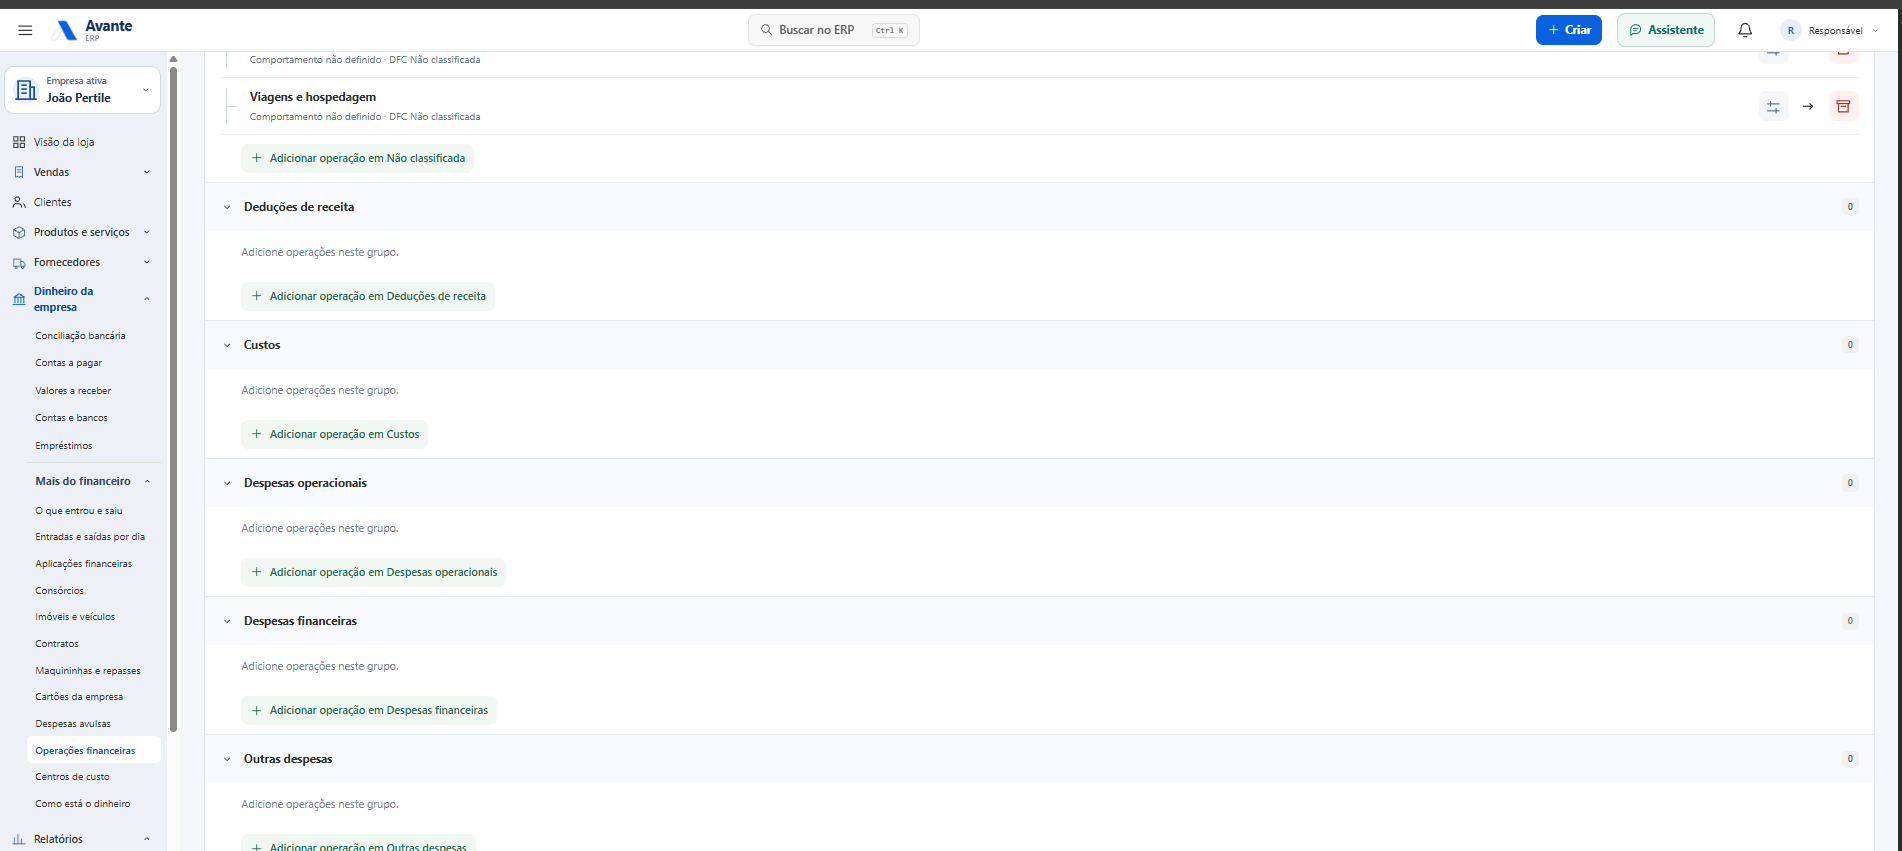 Avante
ERP
Buscar no ERP
Ctrl K
Criar
Assistente
R
Responsável
Empresa ativa
João Pertile
Visão da loja
Vendas
Clientes
Produtos e serviços
Fornecedores
Dinheiro da
empresa
Conciliação bancária
Contas a pagar
Valores a receber
Contas e bancos
Empréstimos
Mais do financeiro
O que entrou e saiu
Entradas e saídas por dia
Aplicações financeiras
Consórcios
Imóveis e veículos
Contratos
Maquininhas e repasses
Cartões da empresa
Despesas avulsas
Operações financeiras
Centros de custo
Como está o dinheiro
Relatórios
Comportamento não definido · DFC Não classificada
Viagens e hospedagem
Comportamento não definido · DFC Não classificada
Adicionar operação em Não classificada
Deduções de receita
0
Adicione operações neste grupo.
Adicionar operação em Deduções de receita
Custos
0
Adicione operações neste grupo.
Adicionar operação em Custos
Despesas operacionais
0
Adicione operações neste grupo.
Adicionar operação em Despesas operacionais
Despesas financeiras
0
Adicione operações neste grupo.
Adicionar operação em Despesas financeiras
Outras despesas
0
Adicione operações neste grupo.
Adicionar operação em Outras despesas